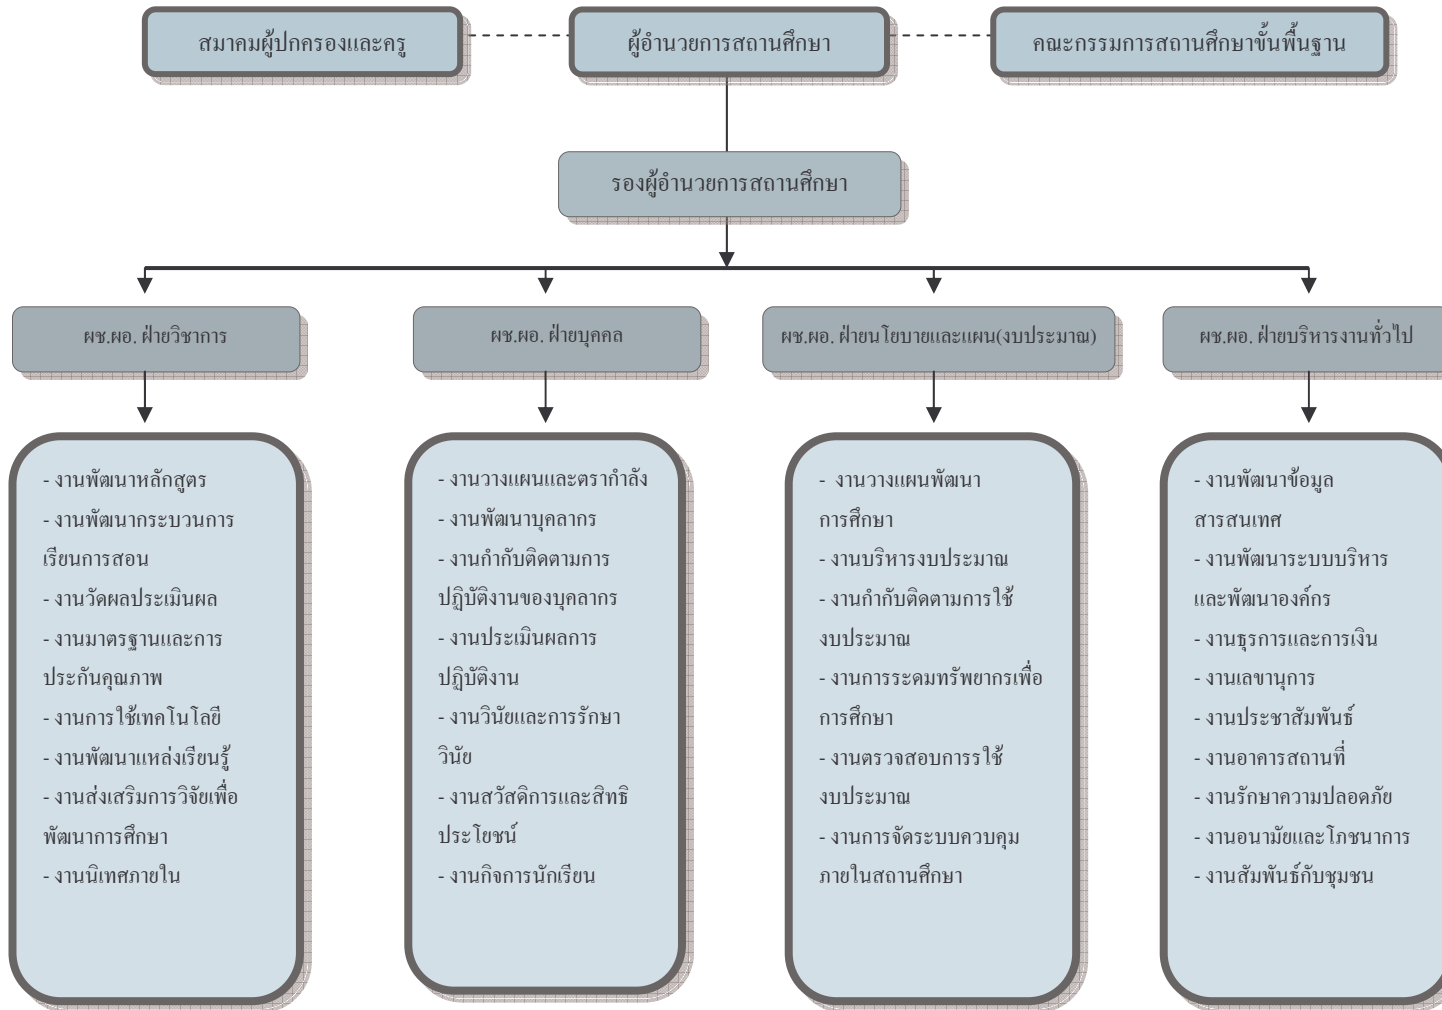 สมาคมผู้ปกครองและครู
ผู้อำนวยการสถานศึกษา
คณะกรรมการสถานศึกษาขั้นพื้นฐาน
รองผู้อำนวยการสถานศึกษา
ผช.ผอ. ฝ่ายวิชาการ
ผช.ผอ. ฝ่ายบุคคล
ผช.ผอ. ฝ่ายนโยบายและแผน(งบประมาณ)
ผช.ผอ. ฝ่ายบริหารงานทั่วไป
- งานพัฒนาหลักสูตร
- งานพัฒนากระบวนการ
เรียนการสอน
- งานวัดผลประเมินผล
- งานมาตรฐานและการ
ประกันคุณภาพ
- งานการใช้เทคโนโลยี
- งานพัฒนาแหล่งเรียนรู้
- งานส่งเสริมการวิจัยเพื่อ
พัฒนาการศึกษา
- งานนิเทศภายใน
- งานวางแผนและตรากำลัง
- งานพัฒนาบุคลากร
- งานกำกับติดตามการ
ปฏิบัติงานของบุคลากร
- งานประเมินผลการ
ปฏิบัติงาน
- งานวินัยและการรักษา
วินัย
- งานสวัสดิการและสิทธิ
ประโยชน์
- งานกิจการนักเรียน
- งานวางแผนพัฒนา
การศึกษา
- งานบริหารงบประมาณ
- งานกำกับติดตามการใช้
งบประมาณ
- งานการระดมทรัพยากรเพื่อ
การศึกษา
- งานตรวจสอบการรใช้
งบประมาณ
- งานการจัดระบบควบคุม
ภายในสถานศึกษา
- งานพัฒนาข้อมูล
สารสนเทศ
- งานพัฒนาระบบบริหาร
และพัฒนาองค์กร
- งานธุรการและการเงิน
- งานเลขานุการ
- งานประชาสัมพันธ์
- งานอาคารสถานที่
- งานรักษาความปลอดภัย
- งานอนามัยและโภชนาการ
- งานสัมพันธ์กับชุมชน